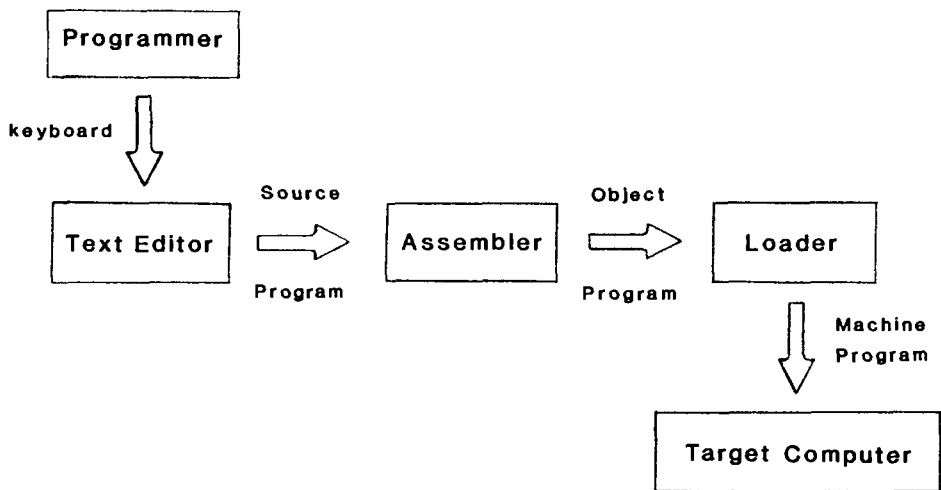 Programmer
keyboard
Text Editor
Source
Program
Assembler
Object
Program
Loader
Machine
Program
Target Computer